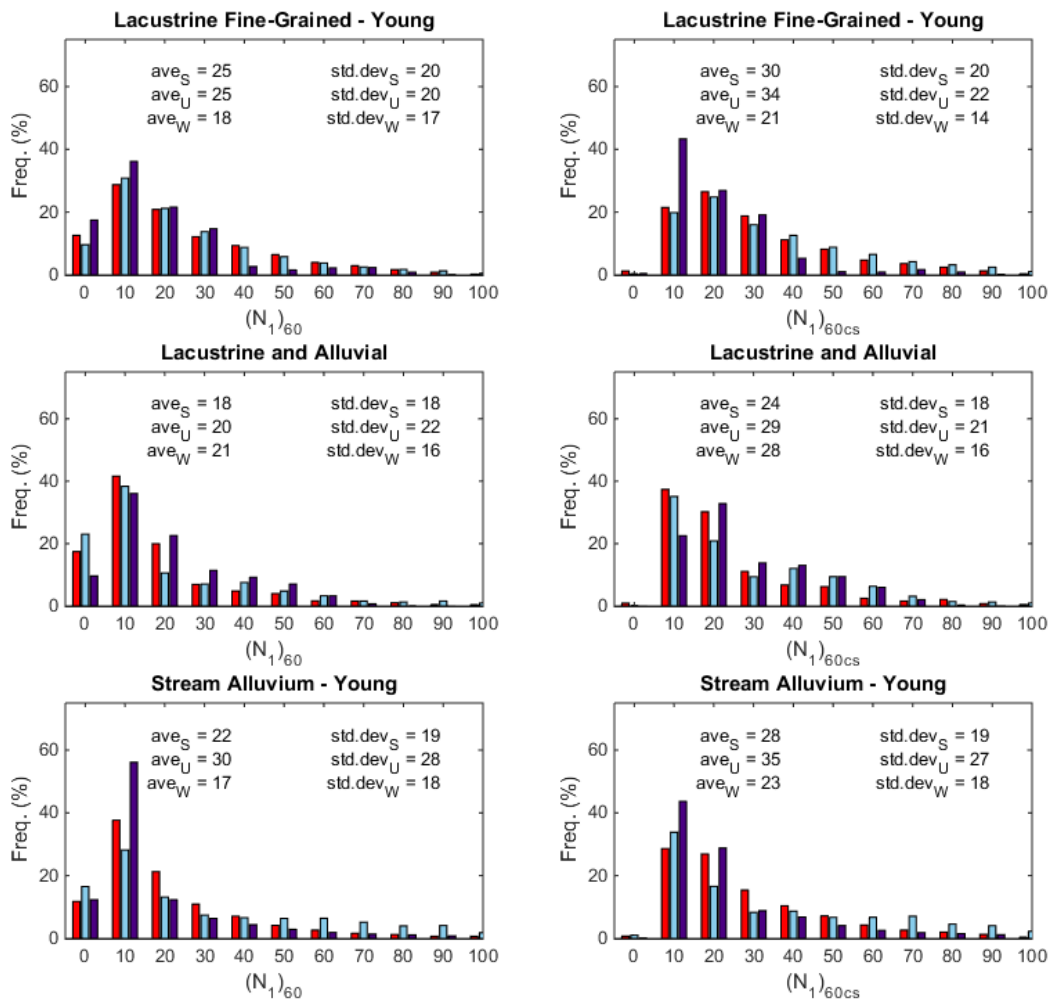 Lacustrine Fine-Grained - Young
ave_S = 25 std.dev_S = 20
ave_U = 25 std.dev_U = 20
ave_W = 18 std.dev_W = 17
Freq. (%)
60
40
20
0
0 10 20 30 40 50 60 70 80 90 100
(N_1)_60
Lacustrine Fine-Grained - Young
ave_S = 30 std.dev_S = 20
ave_U = 34 std.dev_U = 22
ave_W = 21 std.dev_W = 14
Freq. (%)
60
40
20
0
0 10 20 30 40 50 60 70 80 90 100
(N_1)_60cs
Lacustrine and Alluvial
ave_S = 18 std.dev_S = 18
ave_U = 20 std.dev_U = 22
ave_W = 21 std.dev_W = 16
Freq. (%)
60
40
20
0
0 10 20 30 40 50 60 70 80 90 100
(N_1)_60
Lacustrine and Alluvial
ave_S = 24 std.dev_S = 18
ave_U = 29 std.dev_U = 21
ave_W = 28 std.dev_W = 16
Freq. (%)
60
40
20
0
0 10 20 30 40 50 60 70 80 90 100
(N_1)_60cs
Stream Alluvium - Young
ave_S = 22 std.dev_S = 19
ave_U = 30 std.dev_U = 28
ave_W = 17 std.dev_W = 18
Freq. (%)
60
40
20
0
0 10 20 30 40 50 60 70 80 90 100
(N_1)_60
Stream Alluvium - Young
ave_S = 28 std.dev_S = 19
ave_U = 35 std.dev_U = 27
ave_W = 23 std.dev_W = 18
Freq. (%)
60
40
20
0
0 10 20 30 40 50 60 70 80 90 100
(N_1)_60cs